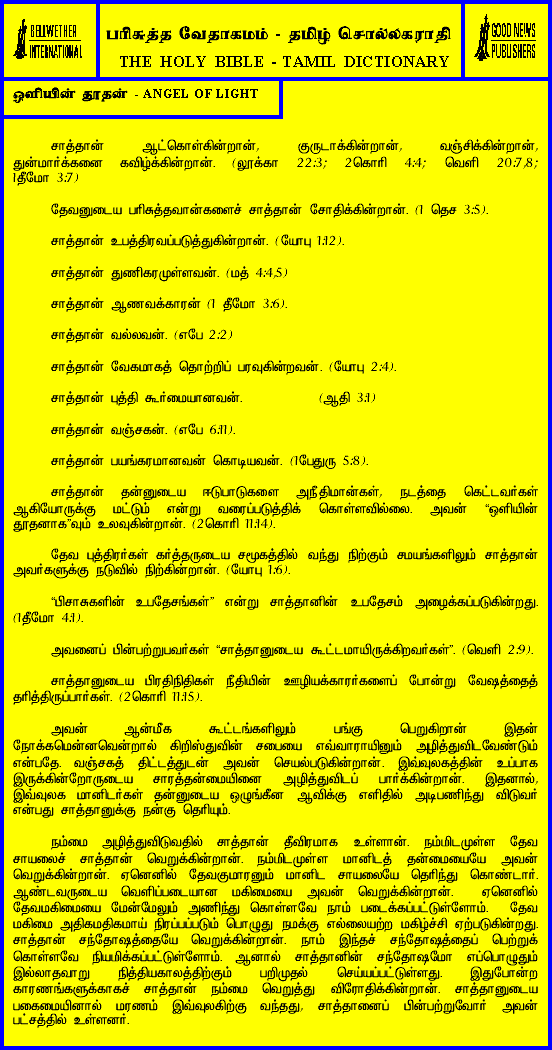 BELLWETHER
INTERNATIONAL
பரிசுத்த வேதாகமம் - தமிழ் சொல்லகராதி
THE HOLY BIBLE - TAMIL DICTIONARY
GOOD NEWS
PUBLISHERS
ஒளியின் தூதன் - ANGEL OF LIGHT
சாத்தான் ஆட்கொள்கின்றான், குருடாக்கின்றான், வஞ்சிக்கின்றான்,
துன்மார்க்கனை கவிழ்க்கின்றான். (லூக்கா 22:3; 2கொரி 4:4; வெளி 20:7,8;
1தீமோ 3:7)
தேவனுடைய பரிசுத்தவான்களைச் சாத்தான் சோதிக்கின்றான். (1 தெச 3:5).
சாத்தான் உபத்திரவப்படுத்துகின்றான். (யோபு 1:12).
சாத்தான் துணிகரமுள்ளவன். (மத் 4:4,5)
சாத்தான் ஆணவக்காரன் (1 தீமோ 3:6).
சாத்தான் வல்லவன். (எபே 2:2)
சாத்தான் வேகமாகத் தொற்றிப் பரவுகின்றவன். (யோபு 2:4).
சாத்தான் புத்தி கூர்மையானவன். (ஆதி 3:1)
சாத்தான் வஞ்சகன். (எபே 6:11).
சாத்தான் பயங்கரமானவன் கொடியவன். (1பேதுரு 5:8).
சாத்தான் தன்னுடைய ஈடுபாடுகளை அநீதிமான்கள், நடத்தை கெட்டவர்கள்
ஆகியோருக்கு மட்டும் என்று வரைப்படுத்திக் கொள்ளவில்லை. அவன் “ஒளியின்
தூதனாக”வும் உலவுகின்றான். (2கொரி 11:14).
தேவ புத்திரர்கள் கர்த்தருடைய சமூகத்தில் வந்து நிற்கும் சமயங்களிலும் சாத்தான்
அவர்களுக்கு நடுவில் நிற்கின்றான். (யோபு 1:6).
“பிசாசுகளின் உபதேசங்கள்” என்று சாத்தானின் உபதேசம் அழைக்கப்படுகின்றது.
(1தீமோ 4:1).
அவனைப் பின்பற்றுபவர்கள் “சாத்தானுடைய கூட்டமாயிருக்கிறவர்கள்”. (வெளி 2:9).
சாத்தானுடைய பிரதிநிதிகள் நீதியின் ஊழியக்காரர்களைப் போன்று வேஷத்தைத்
தரித்திருப்பார்கள். (2கொரி 11:15).
அவன் ஆன்மீக கூட்டங்களிலும் பங்கு பெறுகிறான் இதன்
நோக்கமென்னவென்றால் கிறிஸ்துவின் சபையை எவ்வாராயினும் அழித்துவிடவேண்டும்
என்பதே. வஞ்சகத் திட்டத்துடன் அவன் செயல்படுகின்றான். இவ்வுலகத்தின் உப்பாக
இருக்கின்றோருடைய சாரத்தன்மையினை அழித்துவிடப் பார்க்கின்றான். இதனால்,
இவ்வுலக மானிடர்கள் தன்னுடைய ஒழுங்கீன ஆவிக்கு எளிதில் அடிபணிந்து விடுவர்
என்பது சாத்தானுக்கு நன்கு தெரியும்.
நம்மை அழித்துவிடுவதில் சாத்தான் தீவிரமாக உள்ளான். நம்மிடமுள்ள தேவ
சாயலைச் சாத்தான் வெறுக்கின்றான். நம்மிடமுள்ள மானிடத் தன்மையையே அவன்
வெறுக்கின்றான். ஏனெனில் தேவகுமாரனும் மானிட சாயலையே தெரிந்து கொண்டார்.
ஆண்டவருடைய வெளிப்படையான மகிமையை அவன் வெறுக்கின்றான். ஏனெனில்
தேவமகிமையை மேன்மேலும் அணிந்து கொள்ளவே நாம் படைக்கப்பட்டுள்ளோம். தேவ
மகிமை அதிகமதிகமாய் நிரப்பப்படும் பொழுது நமக்கு எல்லையற்ற மகிழ்ச்சி ஏற்படுகின்றது.
சாத்தான் சந்தோஷத்தையே வெறுக்கின்றான். நாம் இந்தச் சந்தோஷத்தைப் பெற்றுக்
கொள்ளவே நியமிக்கப்பட்டுள்ளோம். ஆனால் சாத்தானின் சந்தோஷமோ எப்பொழுதும்
இல்லாதவாறு நித்தியகாலத்திற்கும் பறிமுதல் செய்யப்பட்டுள்ளது. இதுபோன்ற
காரணங்களுக்காகச் சாத்தான் நம்மை வெறுத்து விரோதிக்கின்றான். சாத்தானுடைய
பகைமையினால் மரணம் இவ்வுலகிற்கு வந்தது, சாத்தானைப் பின்பற்றுவோர் அவன்
பட்சத்தில் உள்ளனர்.